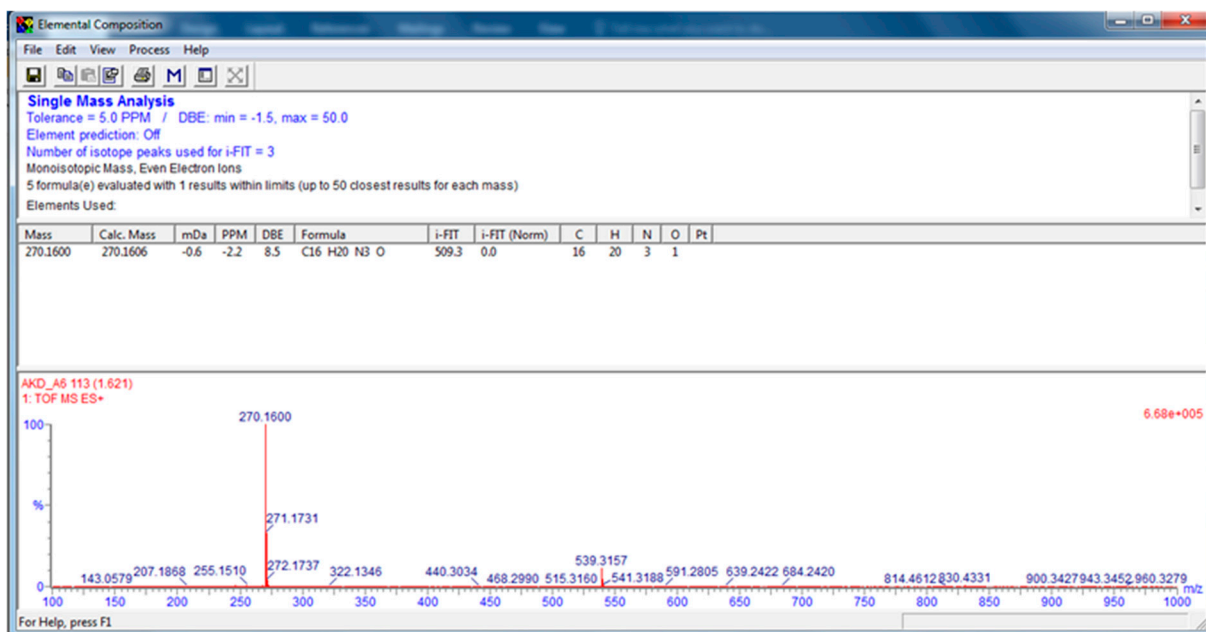 Elemental Composition
File Edit View Process Help
M
Single Mass Analysis
Tolerance = 5.0 PPM / DBE: min = -1.5, max = 50.0
Element prediction: Off
Number of isotope peaks used for i-FIT = 3
Monoisotopic Mass, Even Electron Ions
5 formula(e) evaluated with 1 results within limits (up to 50 closest results for each mass)
Elements Used:
Mass Calc. Mass mDa PPM DBE Formula i-FIT i-FIT (Norm) C H N O Pt
270.1600 270.1606 -0.6 -2.2 8.5 C16 H20 N3 O 509.3 0.0 16 20 3 1
AKD_A6 113 (1.621)
1: TOF MS ES+
6.68e+005
270.1600
100
%
271.1731
539.3157
143.0579 207.1868 255.1510 272.1737 322.1346 440.3034 468.2990 515.3160 541.3188 591.2805 639.2422 684.2420 814.4612 830.4331 900.3427 943.3452 960.3279
0
m/z
100 150 200 250 300 350 400 450 500 550 600 650 700 750 800 850 900 950 1000
For Help, press F1